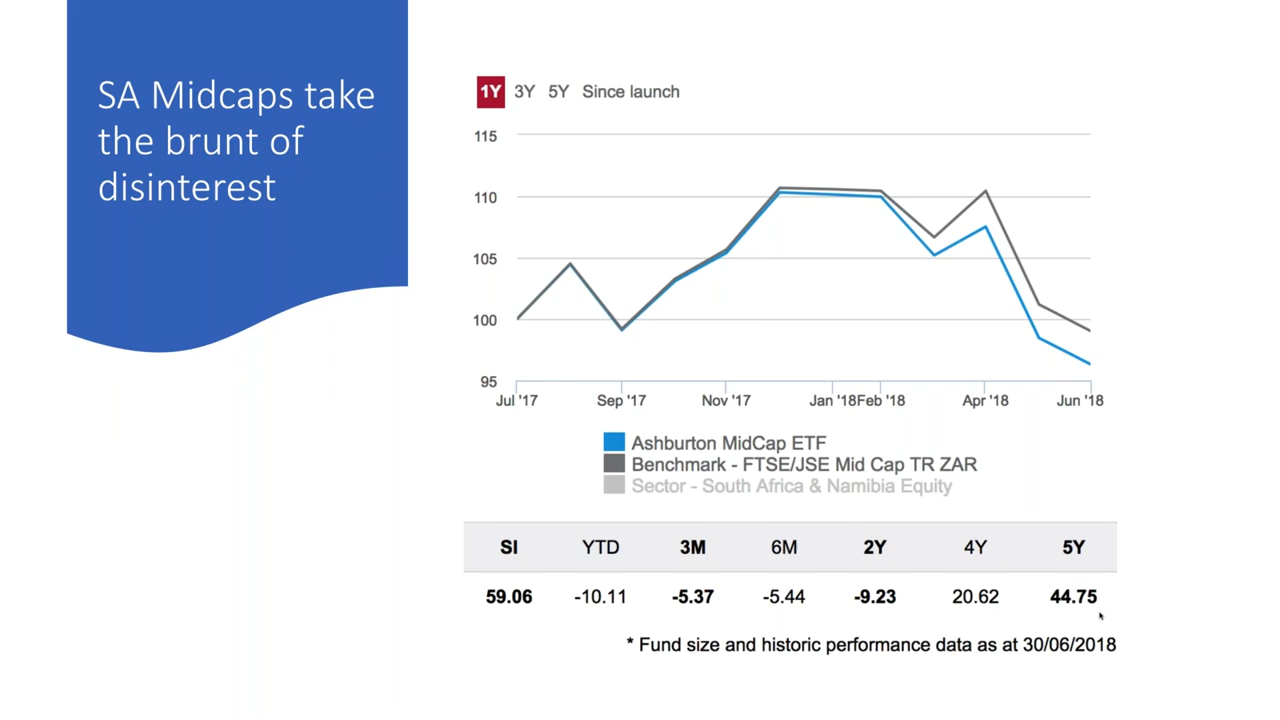 SA Midcaps take
the brunt of
disinterest
1Y 3Y 5Y Since launch
115
110
105
100
95
Jul '17 Sep '17 Nov '17 Jan '18 Feb '18 Apr '18 Jun '18
Ashburton MidCap ETF
Benchmark - FTSE/JSE Mid Cap TR ZAR
Sector - South Africa & Namibia Equity
SI YTD 3M 6M 2Y 4Y 5Y
59.06 -10.11 -5.37 -5.44 -9.23 20.62 44.75
* Fund size and historic performance data as at 30/06/2018